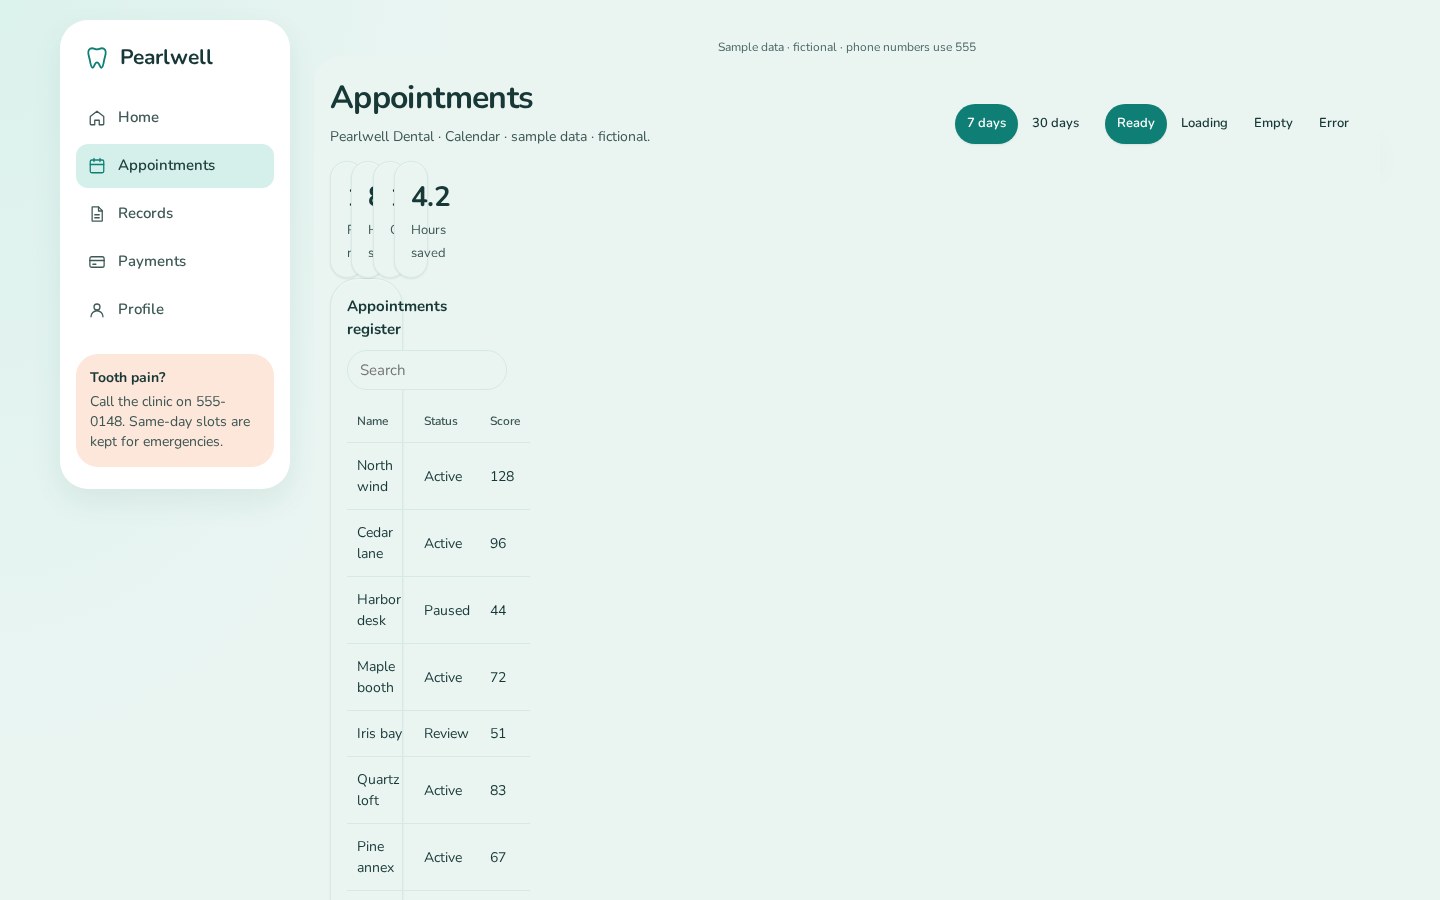 Pearlwell
Home
Appointments
Records
Payments
Profile
Tooth pain?
Call the clinic on 555-
0148. Same-day slots are
kept for emergencies.
Sample data · fictional · phone numbers use 555
Appointments
Pearlwell Dental · Calendar · sample data · fictional.
7 days 30 days Ready Loading Empty Error
4.2
Hours
saved
Appointments
register
Search
Name Status Score
North
wind
Active 128
Cedar
lane
Active 96
Harbor
desk
Paused 44
Maple
booth
Active 72
Iris bay Review 51
Quartz
loft
Active 83
Pine
annex
Active 67